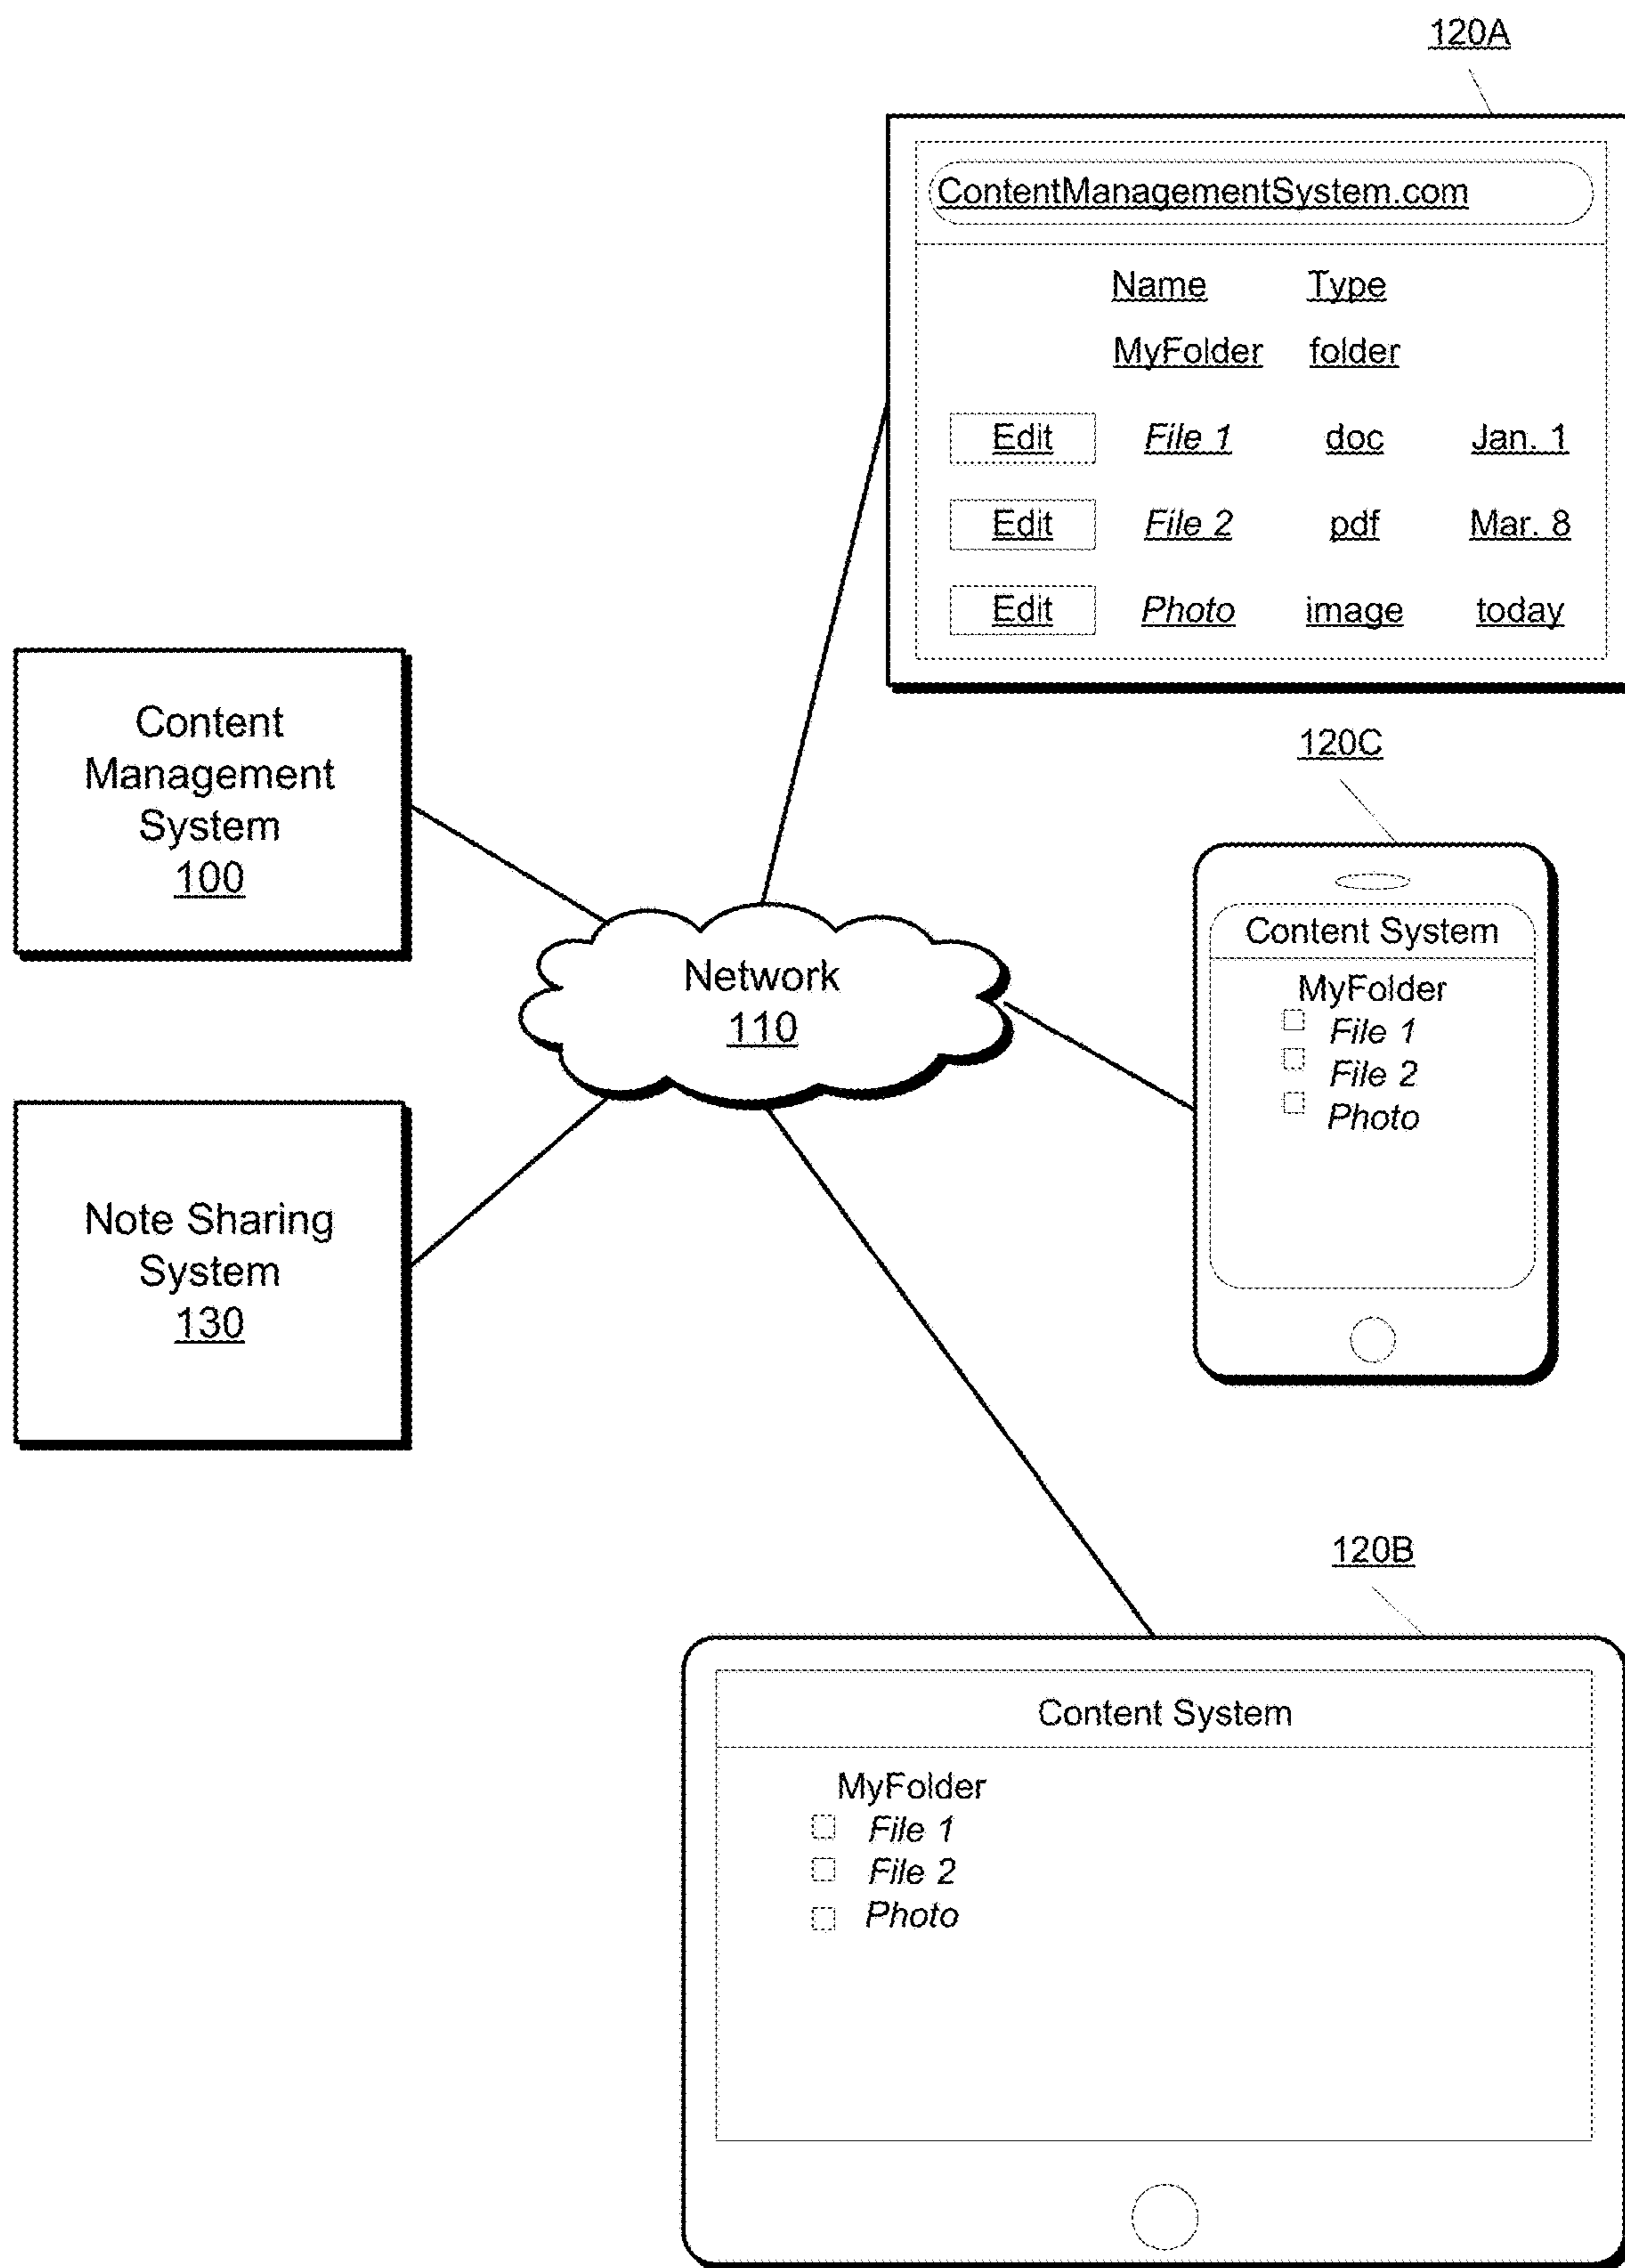 120A
ContentManagementSystem.com
Name Type
MyFolder folder
Edit File 1 doc Jan. 1
Edit File 2 pdf Mar. 8
Edit Photo image today
Content
Management
System
100
120C
Content System
MyFolder
File 1
File 2
Photo
Network
110
Note Sharing
System
130
120B
Content System
MyFolder
File 1
File 2
Photo